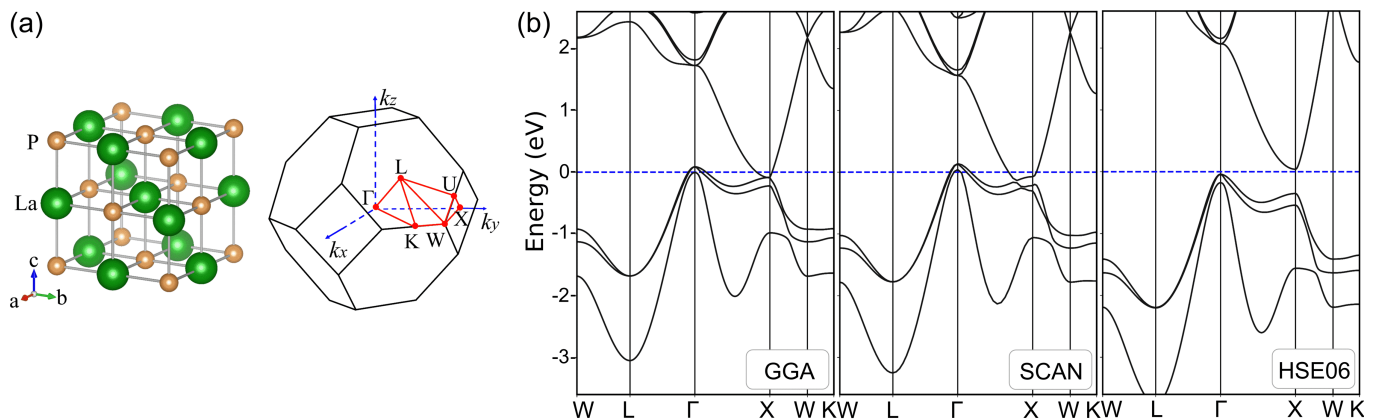 (a)
P
La
c
a
b
kz
L
Γ
U
X
ky
K
W
kx
(b)
Energy (eV)
2
1
0
-1
-2
-3
GGA
SCAN
HSE06
W L Γ X W K
W L Γ X W K
W L Γ X W K